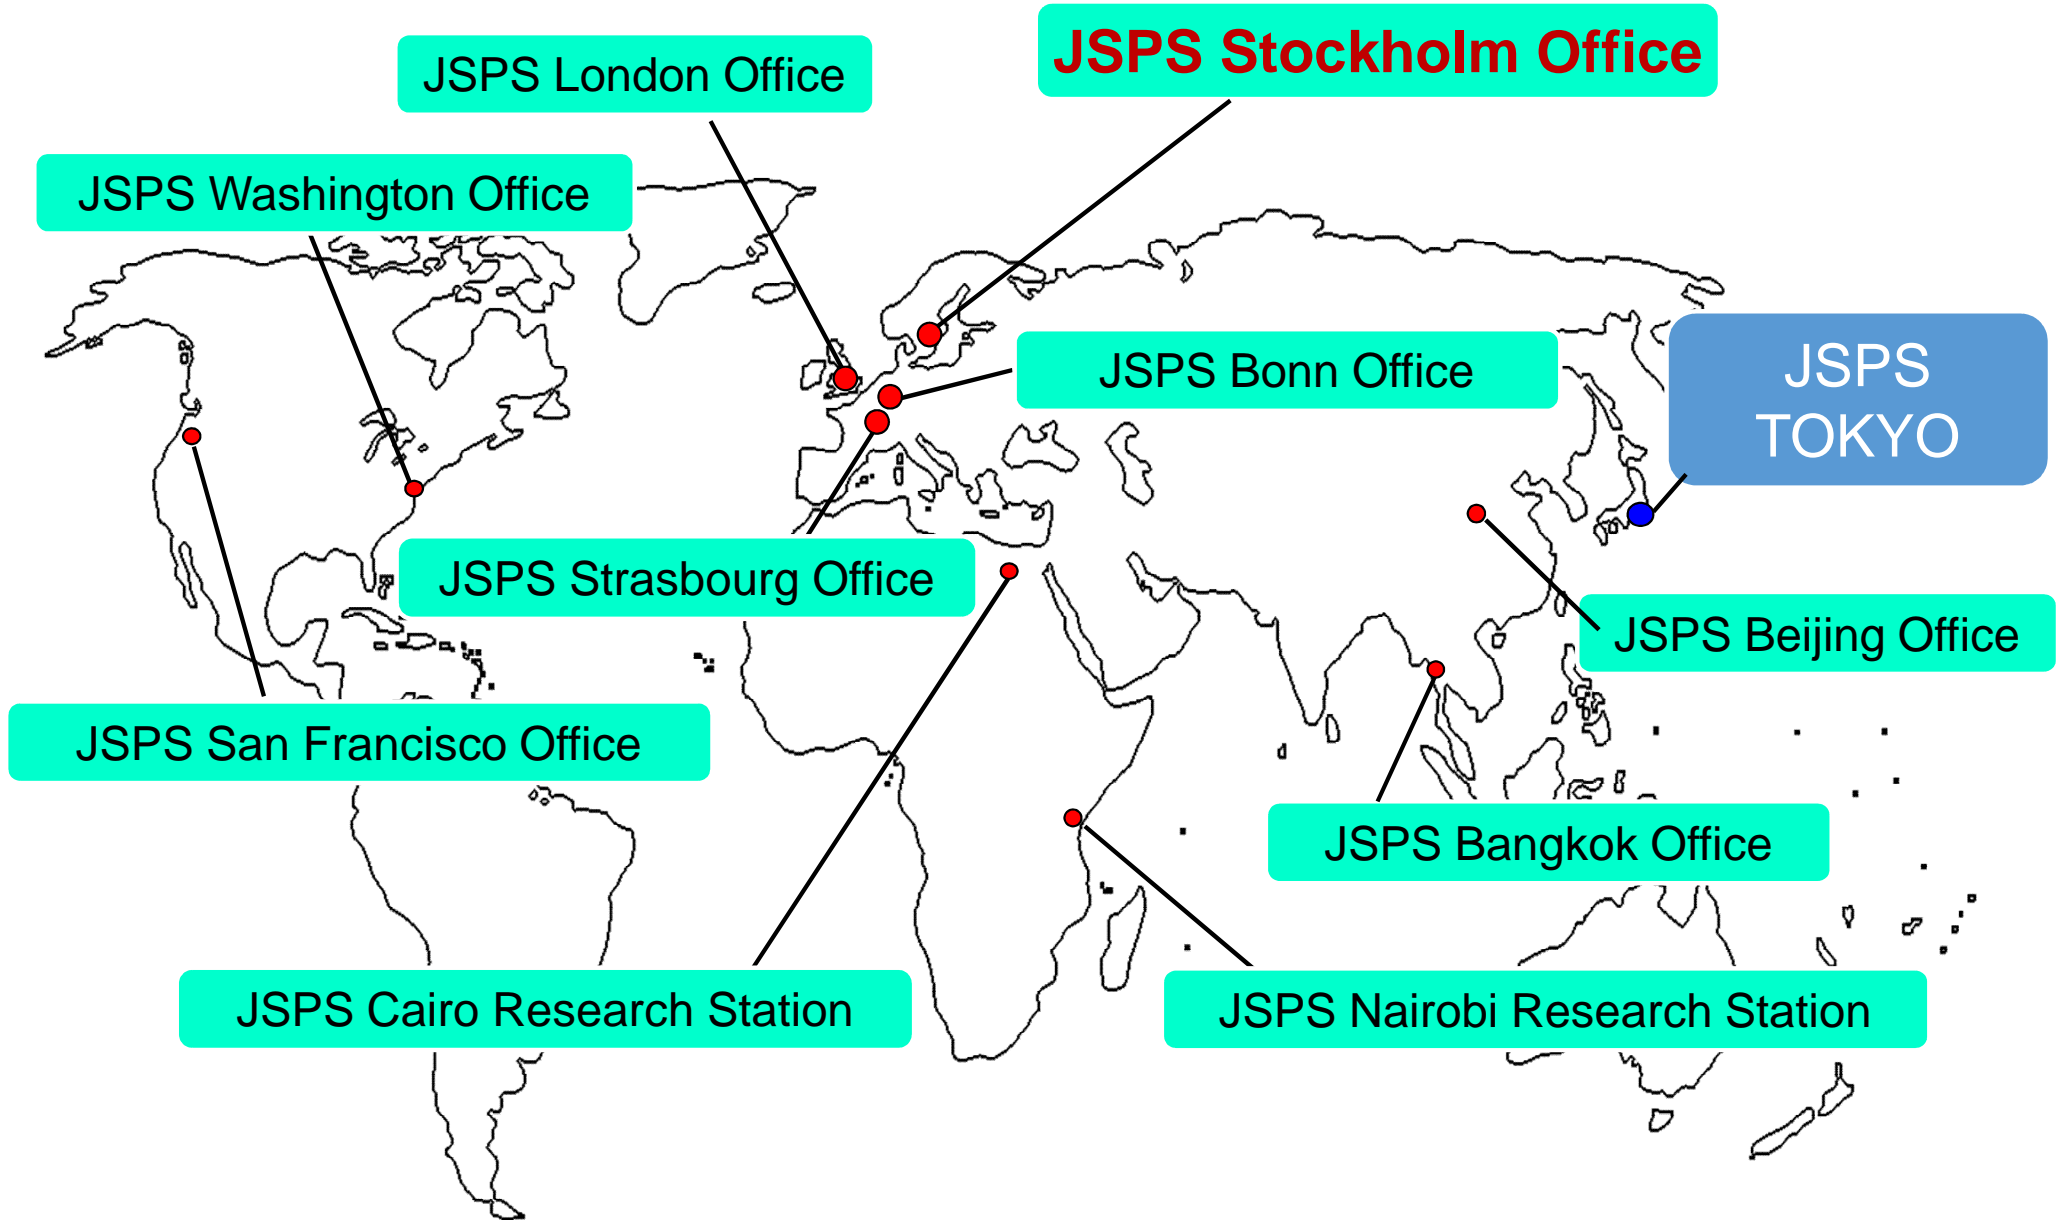 JSPS Stockholm Office
JSPS London Office
JSPS Washington Office
JSPS Bonn Office
JSPS
TOKYO
JSPS Strasbourg Office
JSPS Beijing Office
JSPS San Francisco Office
JSPS Bangkok Office
JSPS Cairo Research Station
JSPS Nairobi Research Station